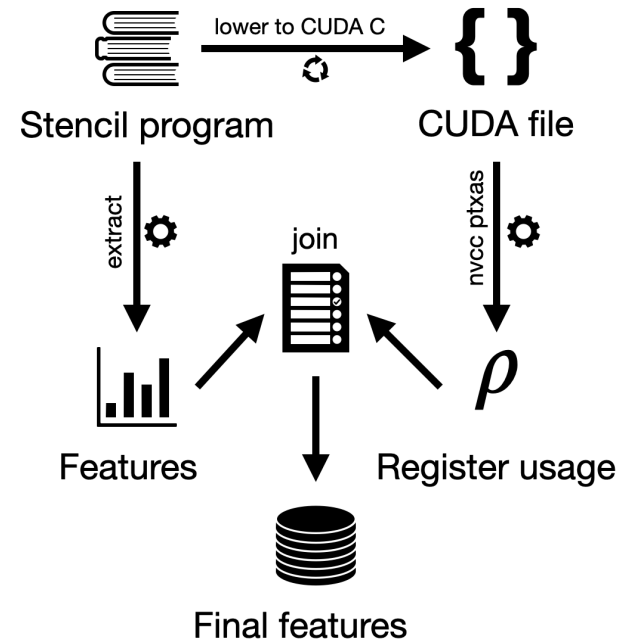 lower to CUDA C
{ }
Stencil program
CUDA file
extract
nvcc ptxas
join
ρ
Features
Register usage
Final features